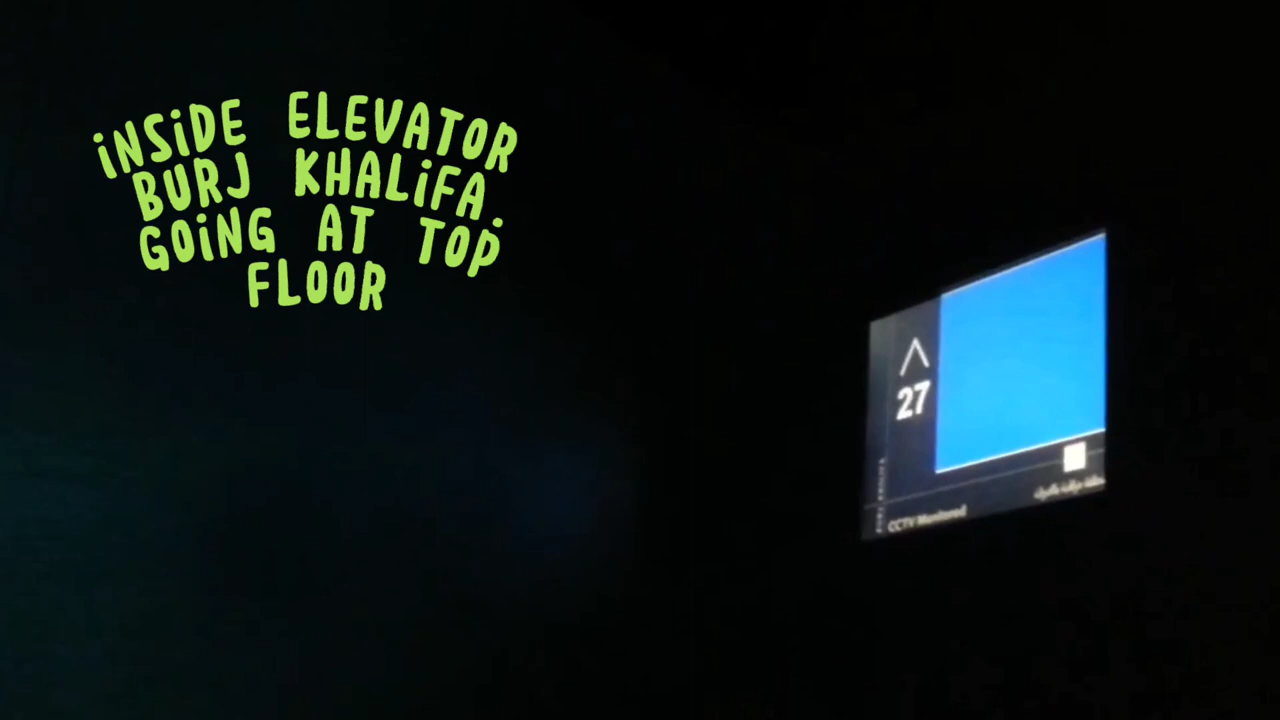 iNSiDE ELEVATOR
BURJ KHALiFA.
GOiNG AT TOP
FLOOR
27
CCTV Monitored